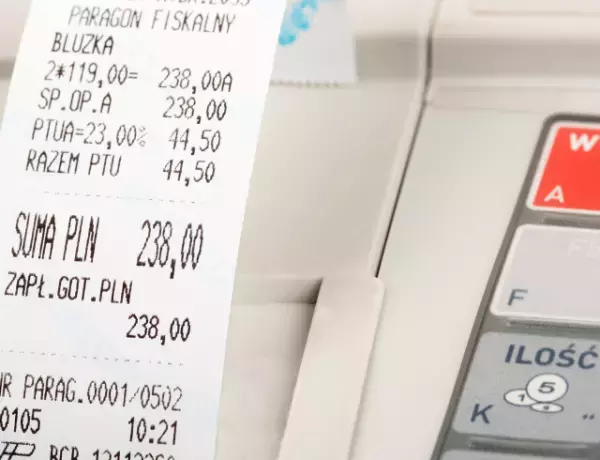 PARAGON FISKALNY
BLUZKA
2*119,00= 238,00A
SP.OP.A 238,00
PTUA=23,00% 44,50
RAZEM PTU 44,50
SUMA PLN 238,00
ZAPŁ.GOT.PLN
238,00
NR PARAG.0001/0502
0105 10:21
BCR
W
A
F
ILOŚĆ
5
K
"